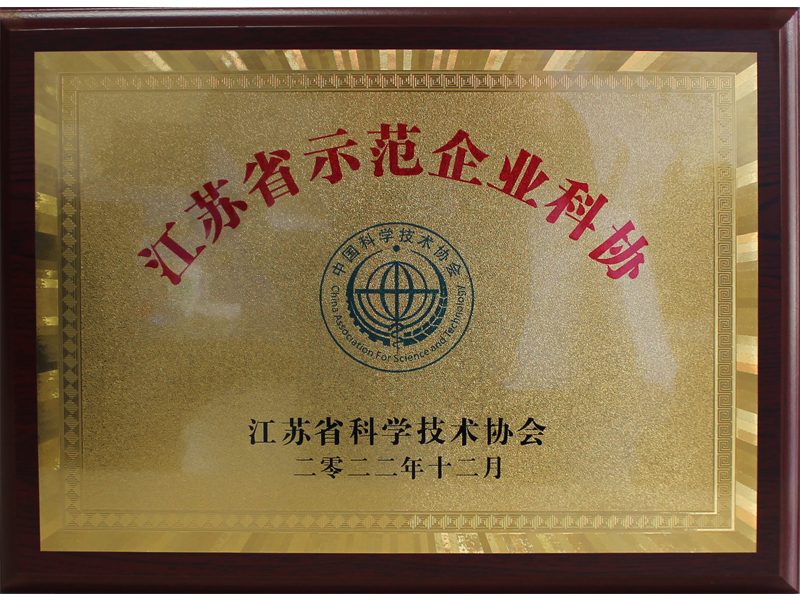 江苏省示范企业科协
中国科学技术协会
China Association For Science and Technology
江苏省科学技术协会
二零二二年十二月